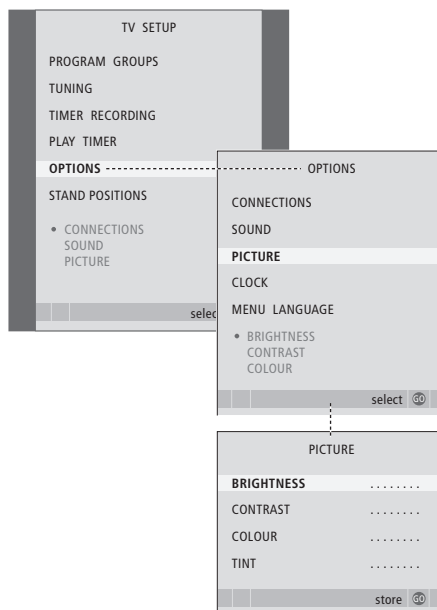 TV SETUP
PROGRAM GROUPS
TUNING
TIMER RECORDING
PLAY TIMER
OPTIONS
STAND POSITIONS
• CONNECTIONS
SOUND
PICTURE
selec
OPTIONS
CONNECTIONS
SOUND
PICTURE
CLOCK
MENU LANGUAGE
• BRIGHTNESS
CONTRAST
COLOUR
select GO
PICTURE
BRIGHTNESS ........
CONTRAST ........
COLOUR ........
TINT ........
store GO